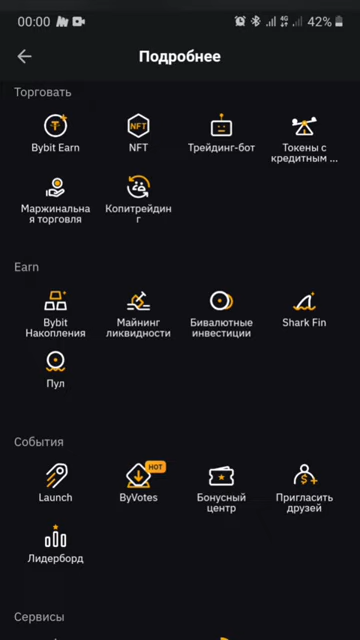 00:00 4G 42%
Подробнее
Торговать
Bybit Earn
NFT
NFT
Трейдинг-бот
Токены с
кредитным ...
Маржинальна
я торговля
Копитрейдин
г
Earn
Bybit
Накопления
Майнинг
ликвидности
Бивалютные
инвестиции
Shark Fin
Пул
События
HOT
Launch
ByVotes
Бонусный
центр
Пригласить
друзей
Лидерборд
Сервисы